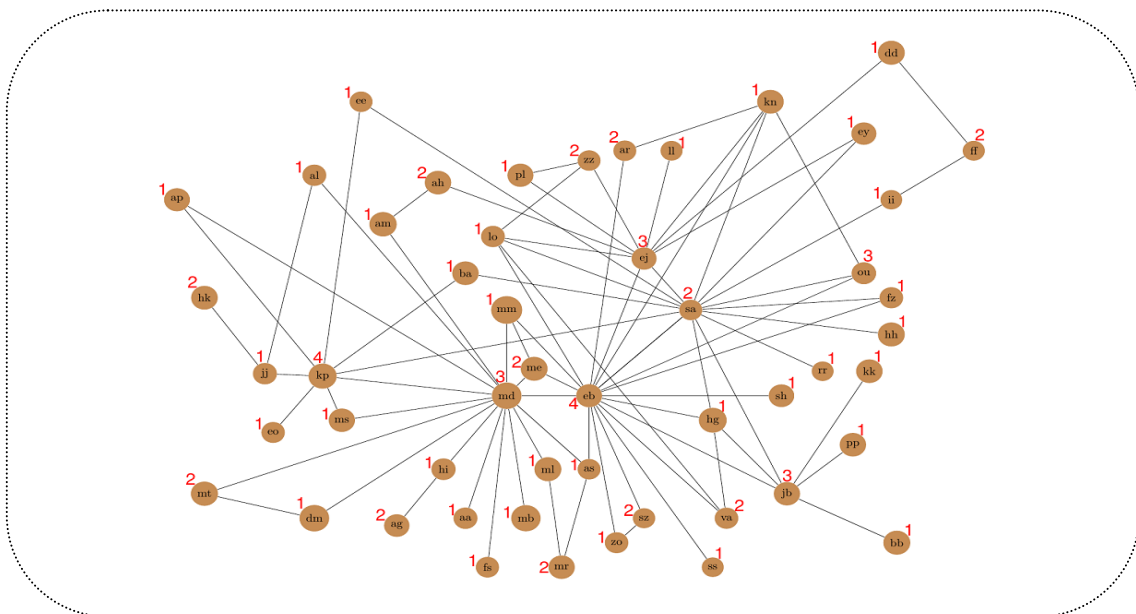 1 dd
1 ee
1 kn
1 ey
2 ar
ll 1
2 ff
2 zz
1 pl
1 al
2 ah
1 ap
1 ii
1 am
1 lo
3 ej
1 ba
3 ou
2 hk
1 mm
2 sa
fz 1
hh 1
1 jj
4 kp
2 me
rr 1
kk 1
3 md
4 eb
sh 1
1 eo
1 ms
hg 1
pp 1
1 hi
1 ml
1 as
2 mt
3 jb
1 dm
2 ag
1 aa
1 mb
2 sz
va 2
1 zo
bb 1
1 fs
2 mr
ss 1